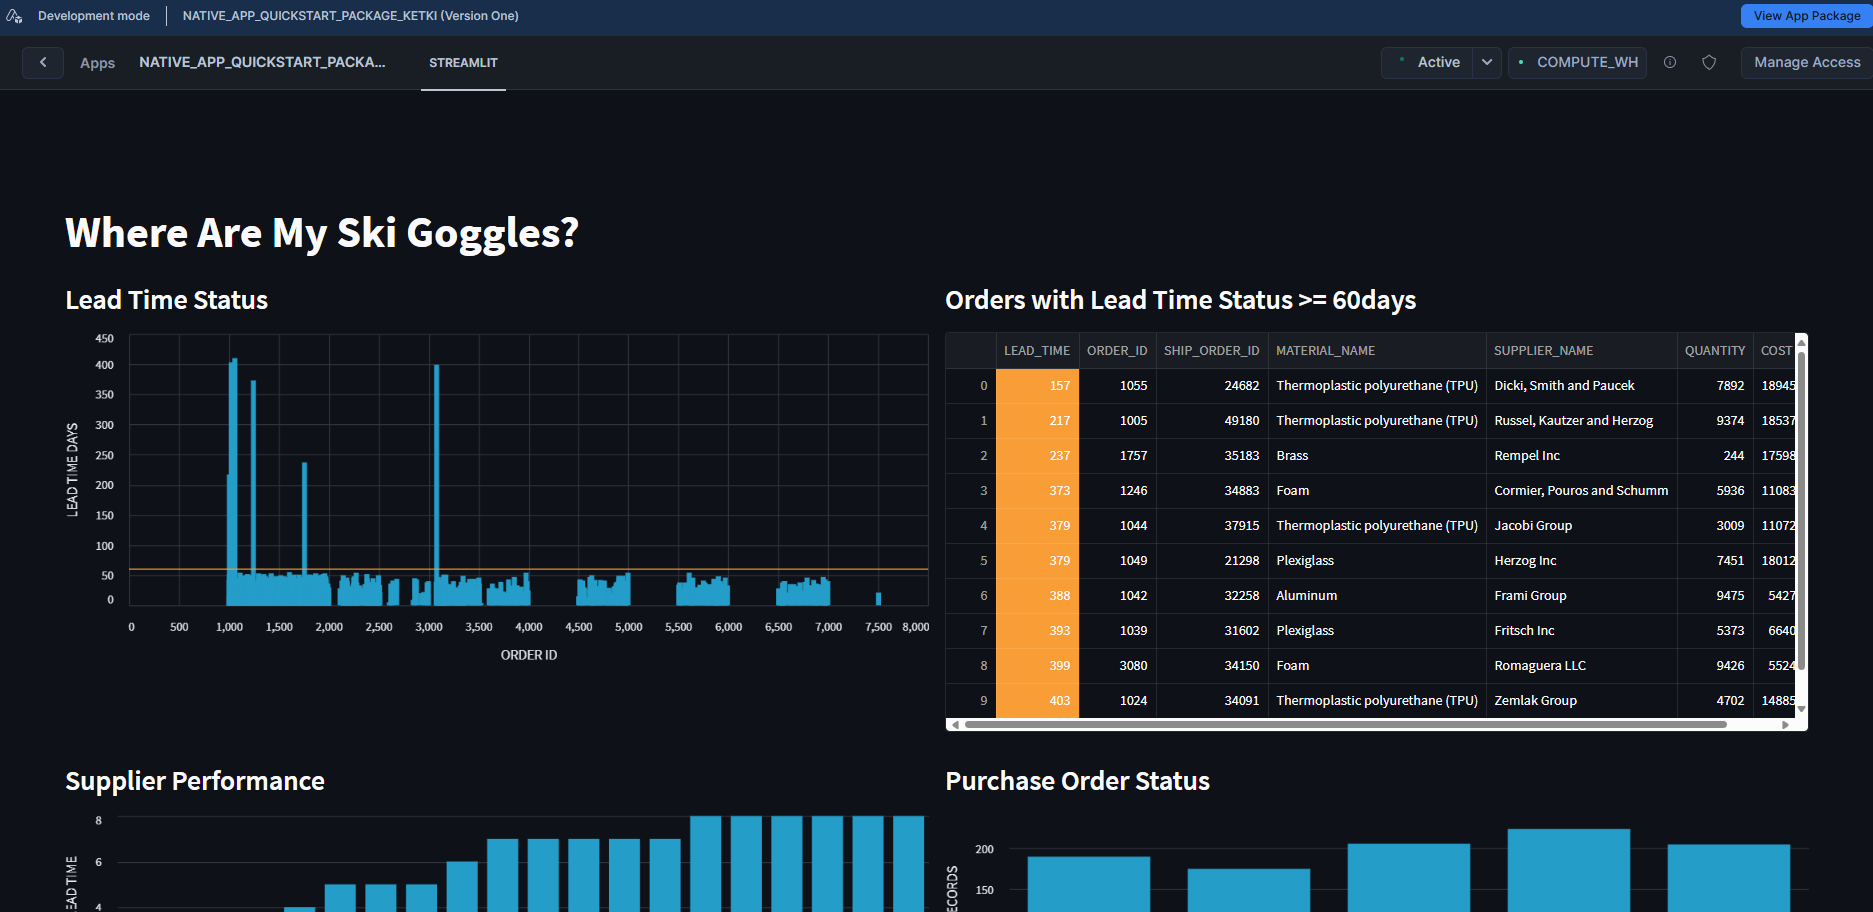 Development mode
NATIVE_APP_QUICKSTART_PACKAGE_KETKI (Version One)
View App Package
Apps
NATIVE_APP_QUICKSTART_PACKA...
STREAMLIT
Active
COMPUTE_WH
Manage Access
Where Are My Ski Goggles?
Lead Time Status
450
400
350
300
250
200
150
100
50
0
LEAD TIME DAYS
0 500 1,000 1,500 2,000 2,500 3,000 3,500 4,000 4,500 5,000 5,500 6,000 6,500 7,000 7,500 8,000
ORDER ID
Orders with Lead Time Status >= 60days
LEAD_TIME ORDER_ID SHIP_ORDER_ID MATERIAL_NAME SUPPLIER_NAME QUANTITY COST
0 157 1055 24682 Thermoplastic polyurethane (TPU) Dicki, Smith and Paucek 7892 18945
1 217 1005 49180 Thermoplastic polyurethane (TPU) Russel, Kautzer and Herzog 9374 18537
2 237 1757 35183 Brass Rempel Inc 244 17598
3 373 1246 34883 Foam Cormier, Pouros and Schumm 5936 11083
4 379 1044 37915 Thermoplastic polyurethane (TPU) Jacobi Group 3009 11072
5 379 1049 21298 Plexiglass Herzog Inc 7451 18012
6 388 1042 32258 Aluminum Frami Group 9475 5427
7 393 1039 31602 Plexiglass Fritsch Inc 5373 6640
8 399 3080 34150 Foam Romaguera LLC 9426 5524
9 403 1024 34091 Thermoplastic polyurethane (TPU) Zemlak Group 4702 14885
Supplier Performance
8
6
4
EAD TIME
Purchase Order Status
200
150
ECORDS